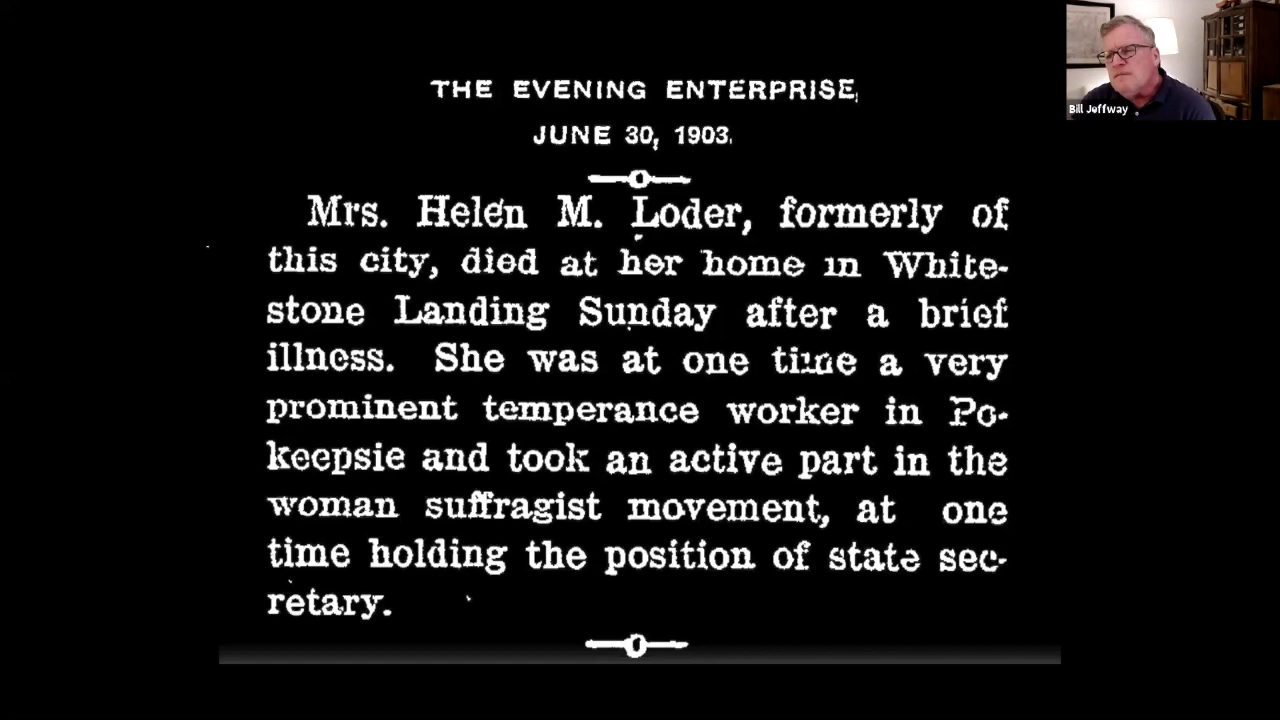 THE EVENING ENTERPRISE,
JUNE 30, 1903.
Mrs. Helen M. Loder, formerly of
this city, died at her home in White-
stone Landing Sunday after a brief
illness. She was at one time a very
prominent temperance worker in Po-
keepsie and took an active part in the
woman suffragist movement, at one
time holding the position of state sec-
retary.
Bill Jeffway